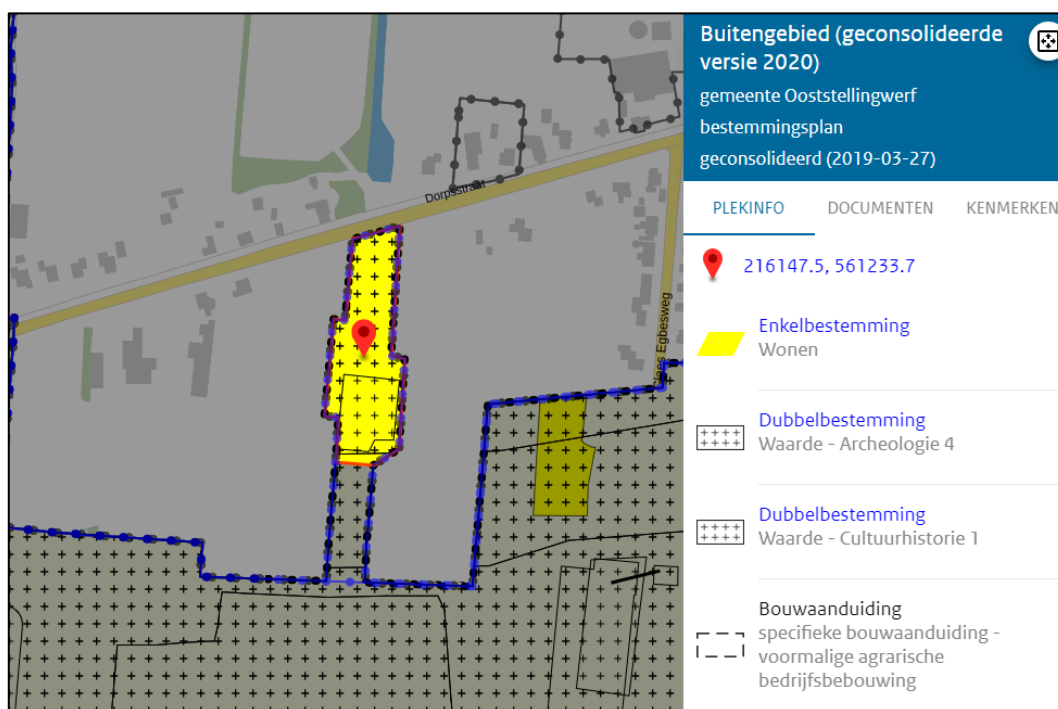 Dorpsstraat
Claes Egbesweg
Buitengebied (geconsolideerde
versie 2020)
gemeente Ooststellingwerf
bestemmingsplan
geconsolideerd (2019-03-27)
PLEKINFO DOCUMENTEN KENMERKEN
216147.5, 561233.7
Enkelbestemming
Wonen
Dubbelbestemming
Waarde - Archeologie 4
Dubbelbestemming
Waarde - Cultuurhistorie 1
Bouwaanduiding
specifieke bouwaanduiding -
voormalige agrarische
bedrijfsbebouwing